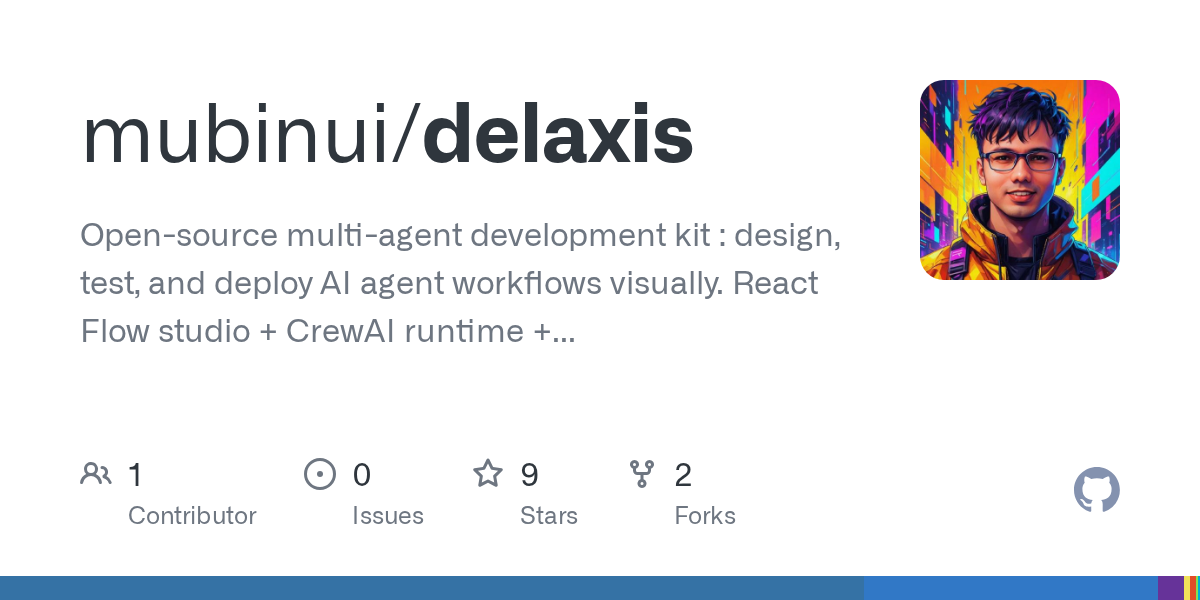 mubinui/delaxis
Open-source multi-agent development kit : design,
test, and deploy AI agent workflows visually. React
Flow studio + CrewAI runtime +...
1
Contributor
0
Issues
9
Stars
2
Forks